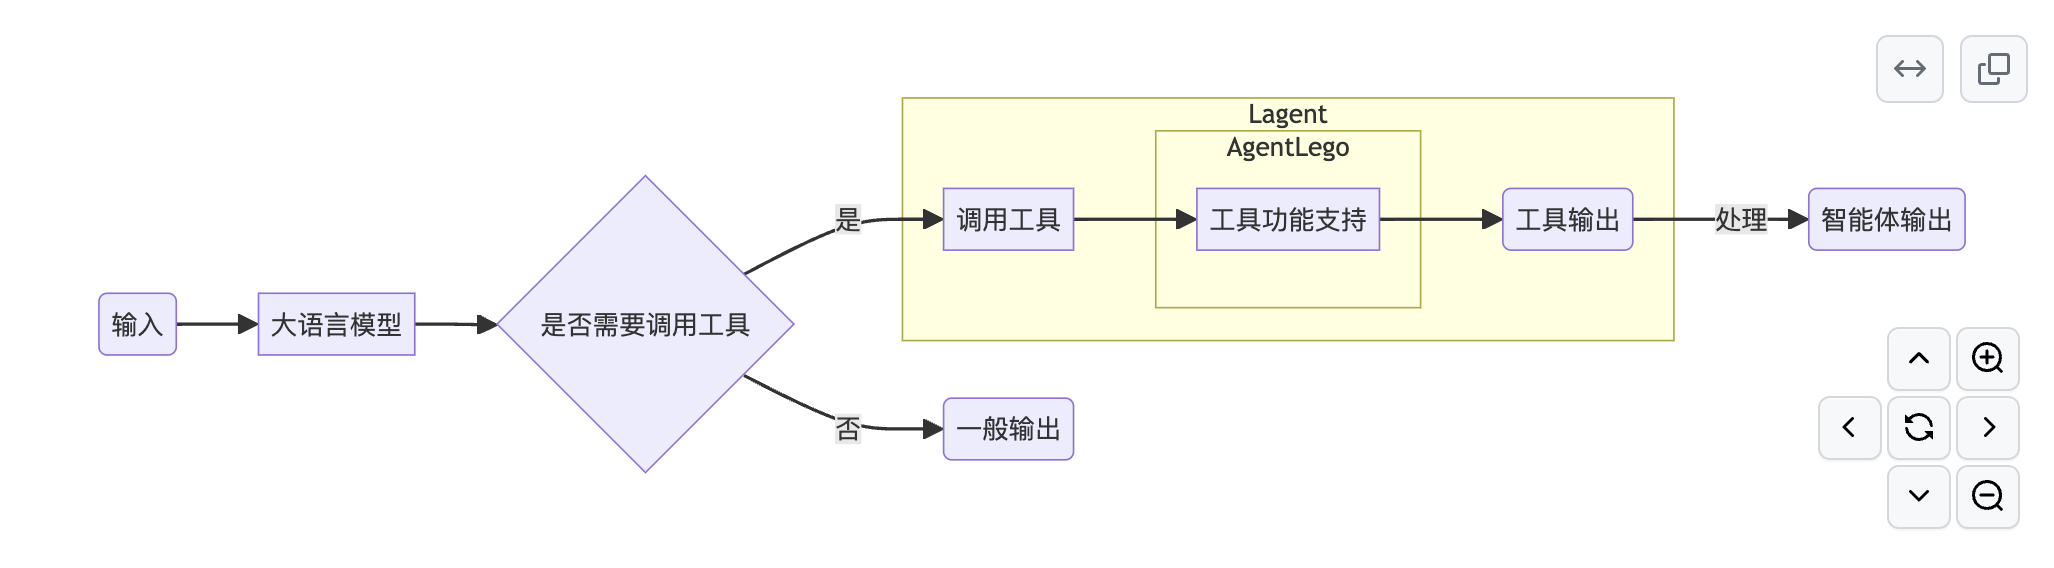 Lagent
AgentLego
是
调用工具
工具功能支持
工具输出
处理
智能体输出
输入
大语言模型
是否需要调用工具
否
一般输出